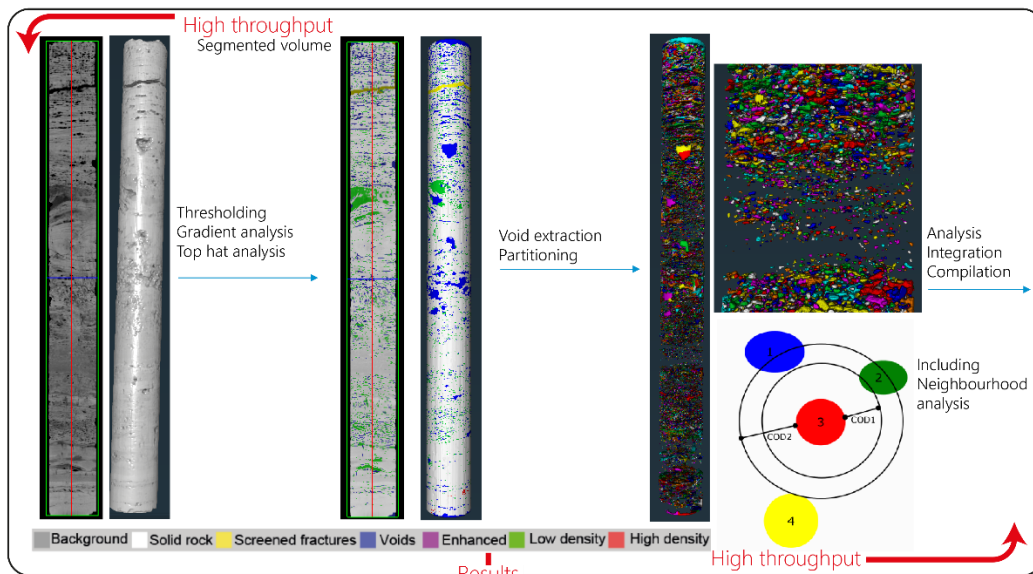 High throughput
Segmented volume
Thresholding
Gradient analysis
Top hat analysis
Void extraction
Partitioning
Analysis
Integration
Compilation
1
2
3
COD1
COD2
4
Including
Neighbourhood
analysis
Background Solid rock Screened fractures Voids Enhanced Low density High density
High throughput
Results